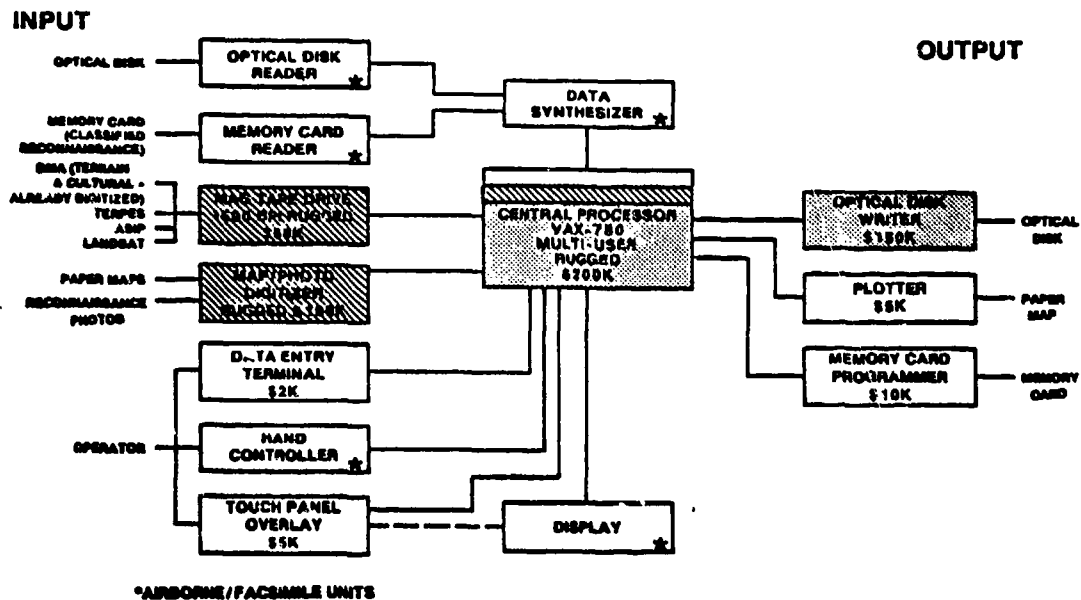 INPUT
OUTPUT
OPTICAL DISK
OPTICAL DISK
READER
*
MEMORY CARD
(CLASSIFIED
RECONNAISSANCE)
MEMORY CARD
READER
*
DATA
SYNTHESIZER
*
DMA (TERRAIN
& CULTURAL -
ALREADY DIGITIZED)
TERPES
ASIP
LANDSAT
MAG TAPE DRIVE
RUGGED
PAPER MAPS
RECONNAISSANCE
PHOTOS
MAP/PHOTO
DIGITIZER
RUGGED
CENTRAL PROCESSOR
VAX-780
MULTI-USER
RUGGED
$200K
OPTICAL DISK
WRITER
$150K
OPTICAL
DISK
PLOTTER
$5K
PAPER
MAP
MEMORY CARD
PROGRAMMER
$10K
MEMORY
CARD
OPERATOR
DATA ENTRY
TERMINAL
$2K
HAND
CONTROLLER
*
TOUCH PANEL
OVERLAY
$5K
DISPLAY
*
*AIRBORNE/FACSIMILE UNITS